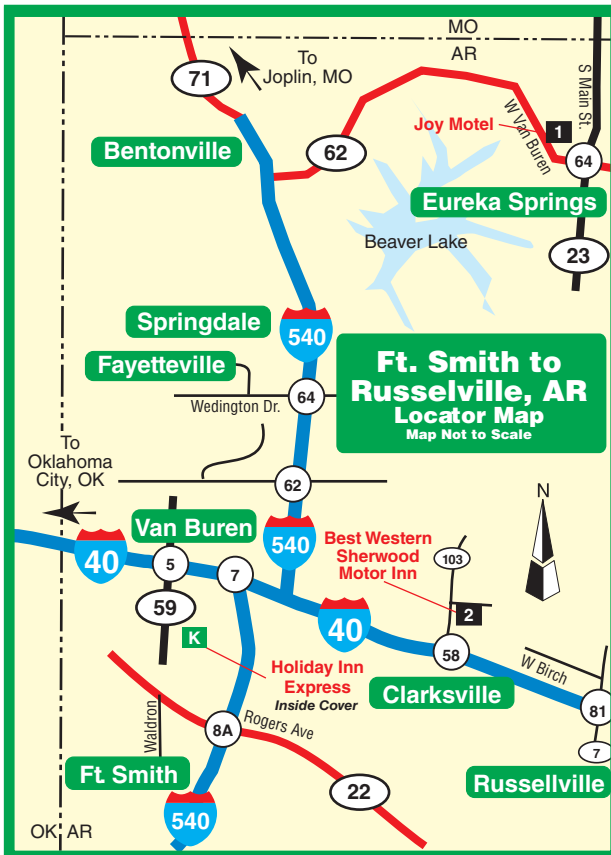 MO
AR
To
Joplin, MO
71
S Main St.
W Van Buren
Joy Motel
1
62
64
Bentonville
Eureka Springs
Beaver Lake
23
Springdale
540
Fayetteville
64
Wedington Dr.
Ft. Smith to
Russelville, AR
Locator Map
Map Not to Scale
To
Oklahoma
City, OK
62
N
Van Buren
540
Best Western
Sherwood
Motor Inn
103
40
5
7
59
2
K
40
58
W Birch
Holiday Inn
Express
Inside Cover
Clarksville
81
Waldron
8A
Rogers Ave
7
Ft. Smith
22
Russellville
540
OK
AR